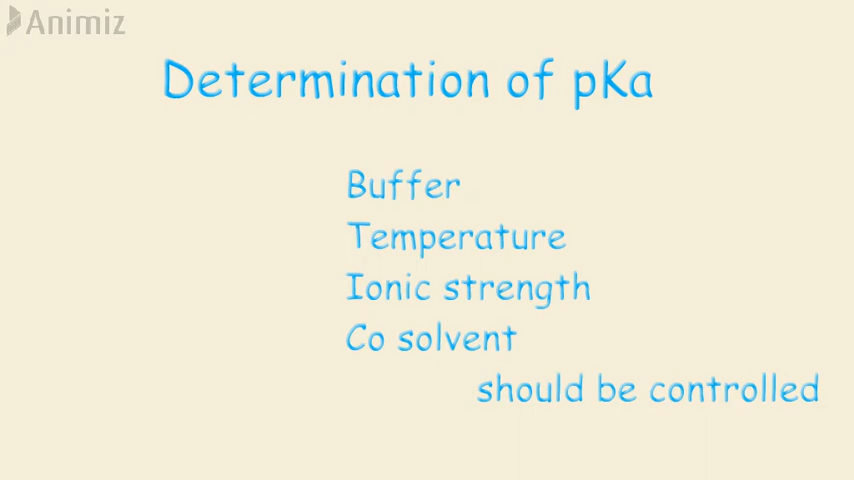 Animiz
Determination of pKa
Buffer
Temperature
Ionic strength
Co solvent
should be controlled